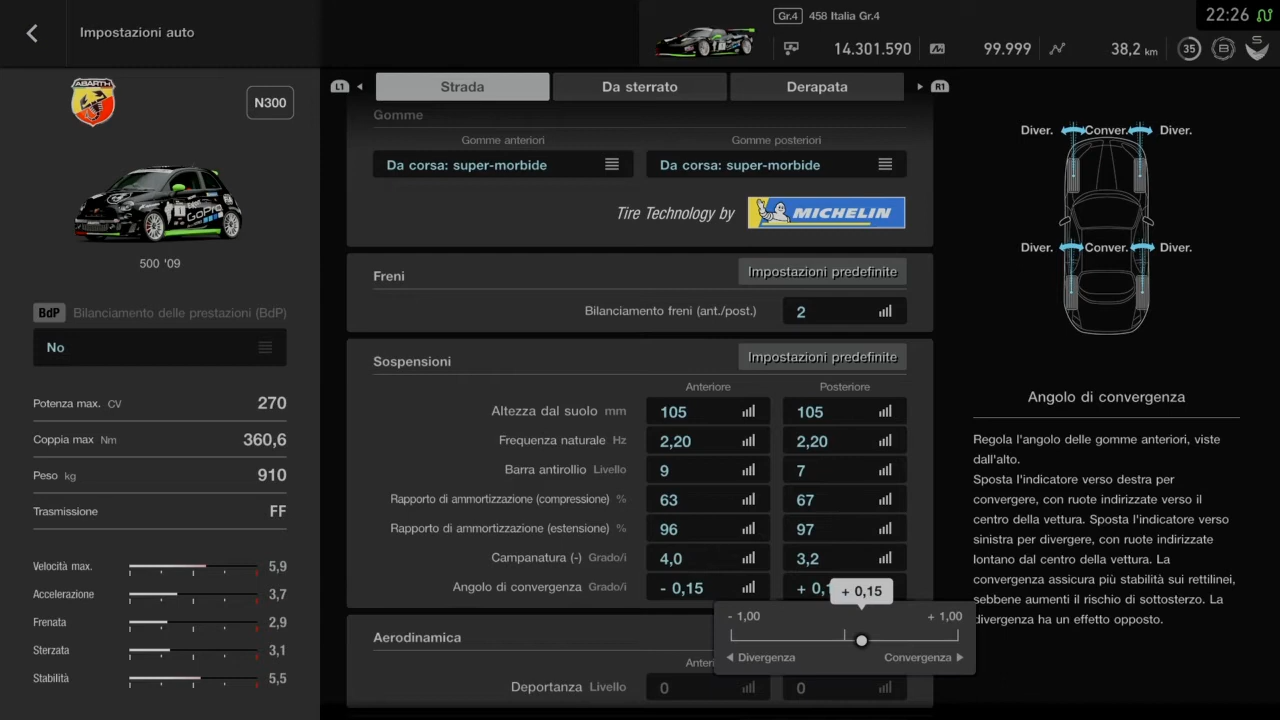 Impostazioni auto
Gr.4 458 Italia Gr.4
14.301.590 99.999 38,2 km 35 B S
22:26
ABARTH
N300
500 '09
BdP Bilanciamento delle prestazioni (BdP)
No
Potenza max. CV 270
Coppia max Nm 360,6
Peso kg 910
Trasmissione FF
Velocità max. 5,9
Accelerazione 3,7
Frenata 2,9
Sterzata 3,1
Stabilità 5,5
L1 Strada Da sterrato Derapata R1
Gomme
Gomme anteriori Gomme posteriori
Da corsa: super-morbide Da corsa: super-morbide
Tire Technology by MICHELIN
Freni Impostazioni predefinite
Bilanciamento freni (ant./post.) 2
Sospensioni Impostazioni predefinite
Anteriore Posteriore
Altezza dal suolo mm 105 105
Frequenza naturale Hz 2,20 2,20
Barra antirollio Livello 9 7
Rapporto di ammortizzazione (compressione) % 63 67
Rapporto di ammortizzazione (estensione) % 96 97
Campanatura (-) Grado/i 4,0 3,2
Angolo di convergenza Grado/i - 0,15 + 0,1
+ 0,15
- 1,00 + 1,00
Divergenza Convergenza
Aerodinamica
Anteri
Deportanza Livello 0 0
Diver. Conver. Diver.
Diver. Conver. Diver.
Angolo di convergenza
Regola l'angolo delle gomme anteriori, viste
dall'alto.
Sposta l'indicatore verso destra per
convergere, con ruote indirizzate verso il
centro della vettura. Sposta l'indicatore verso
sinistra per divergere, con ruote indirizzate
lontano dal centro della vettura. La
convergenza assicura più stabilità sui rettilinei,
sebbene aumenti il rischio di sottosterzo. La
divergenza ha un effetto opposto.
GoPro